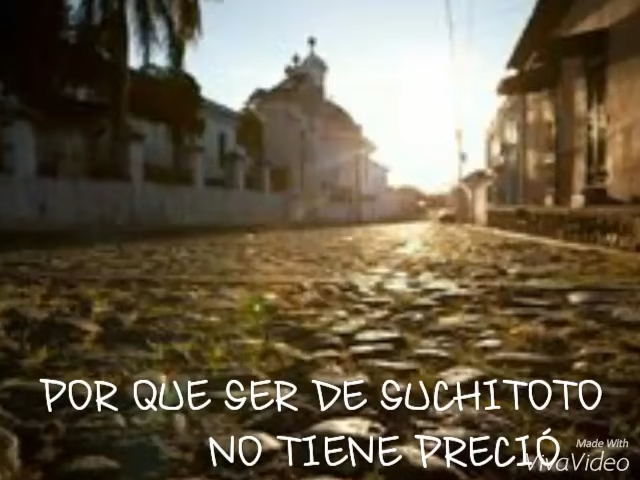 POR QUE SER DE SUCHITOTO
NO TIENE PRECIÓ
Made With
VivaVideo